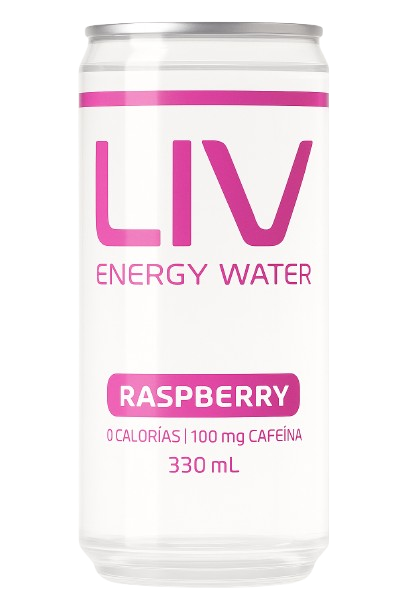 LIV
ENERGY WATER
RASPBERRY
0 CALORÍAS | 100 mg CAFEÍNA
330 mL